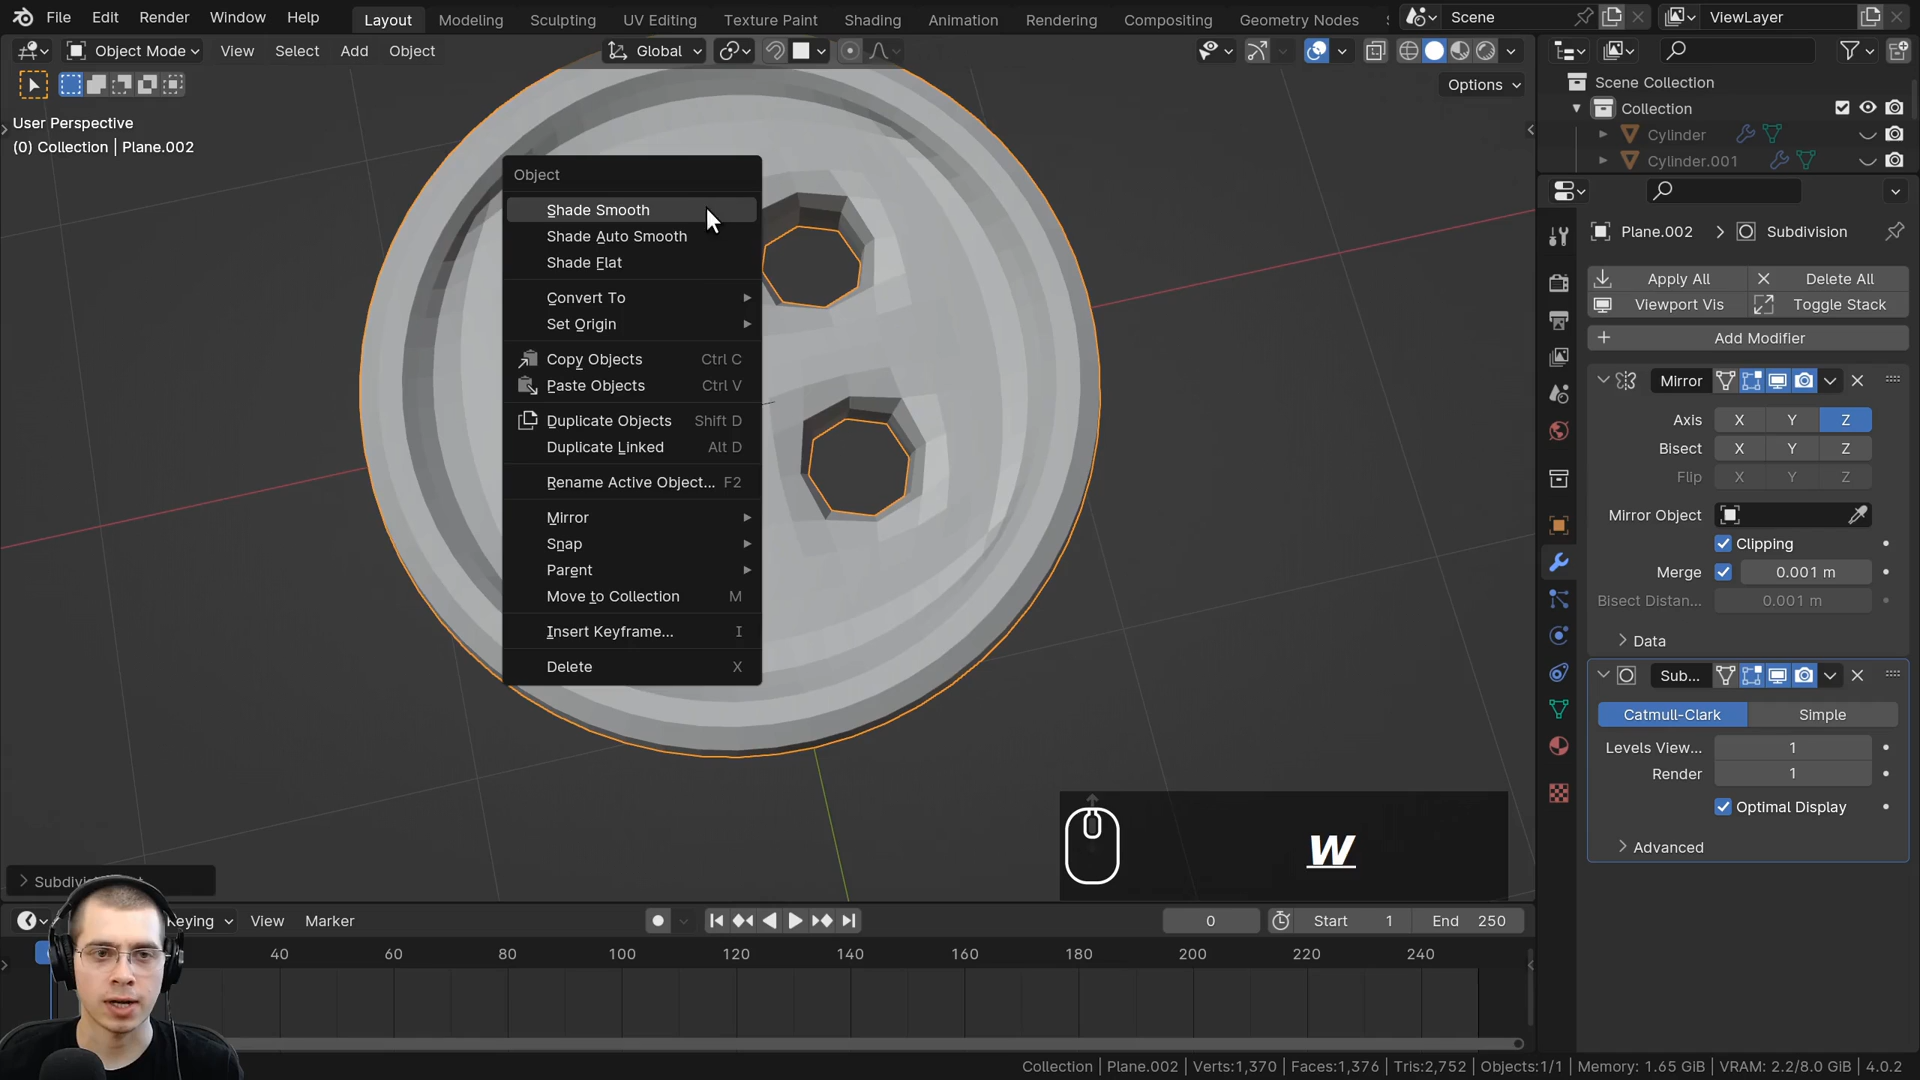 File Edit Render Window Help Layout Modeling Sculpting UV Editing Texture Paint Shading Animation Rendering Compositing Geometry Nodes Scene ViewLayer
Object Mode View Select Add Object Global
Options
User Perspective
(0) Collection | Plane.002
Scene Collection
Collection
Cylinder
Cylinder.001
Object
Shade Smooth
Shade Auto Smooth
Shade Flat
Convert To
Set Origin
Copy Objects Ctrl C
Paste Objects Ctrl V
Duplicate Objects Shift D
Duplicate Linked Alt D
Rename Active Object... F2
Mirror
Snap
Parent
Move to Collection M
Insert Keyframe... I
Delete X
Plane.002 > Subdivision
Apply All Delete All
Viewport Vis Toggle Stack
Add Modifier
Mirror
Axis X Y Z
Bisect X Y Z
Flip X Y Z
Mirror Object
Clipping
Merge 0.001 m
Bisect Distan... 0.001 m
Data
Sub...
Catmull-Clark Simple
Levels View... 1
Render 1
Optimal Display
Advanced
W
Keying View Marker 0 Start 1 End 250
40 60 80 100 120 140 160 180 200 220 240
Collection | Plane.002 | Verts:1,370 | Faces:1,376 | Tris:2,752 | Objects:1/1 | Memory: 1.65 GiB | VRAM: 2.2/8.0 GiB | 4.0.2